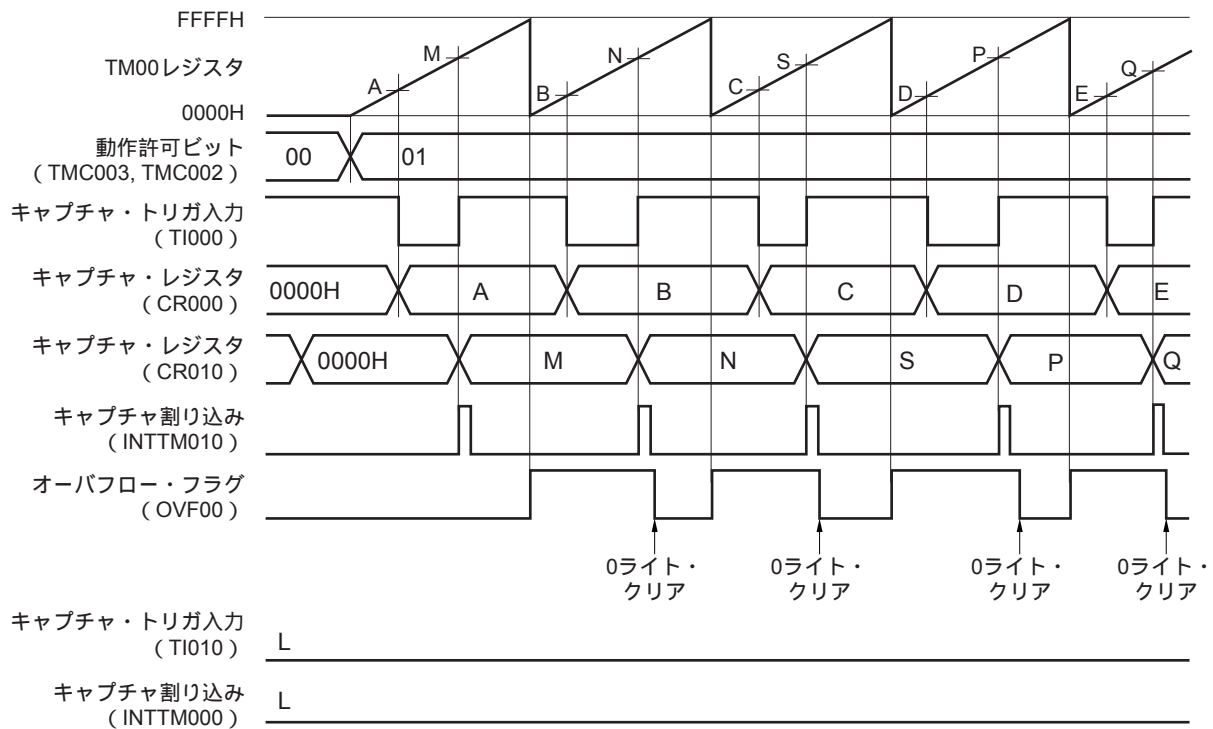 FFFFH
TM00レジスタ
0000H
A
M
B
N
C
S
D
P
E
Q
動作許可ビット
（TMC003, TMC002）
00
01
キャプチャ・トリガ入力
（TI000）
キャプチャ・レジスタ
（CR000）
0000H
A
B
C
D
E
キャプチャ・レジスタ
（CR010）
0000H
M
N
S
P
Q
キャプチャ割り込み
（INTTM010）
オーバフロー・フラグ
（OVF00）
0ライト・
クリア
0ライト・
クリア
0ライト・
クリア
0ライト・
クリア
キャプチャ・トリガ入力
（TI010）
L
キャプチャ割り込み
（INTTM000）
L